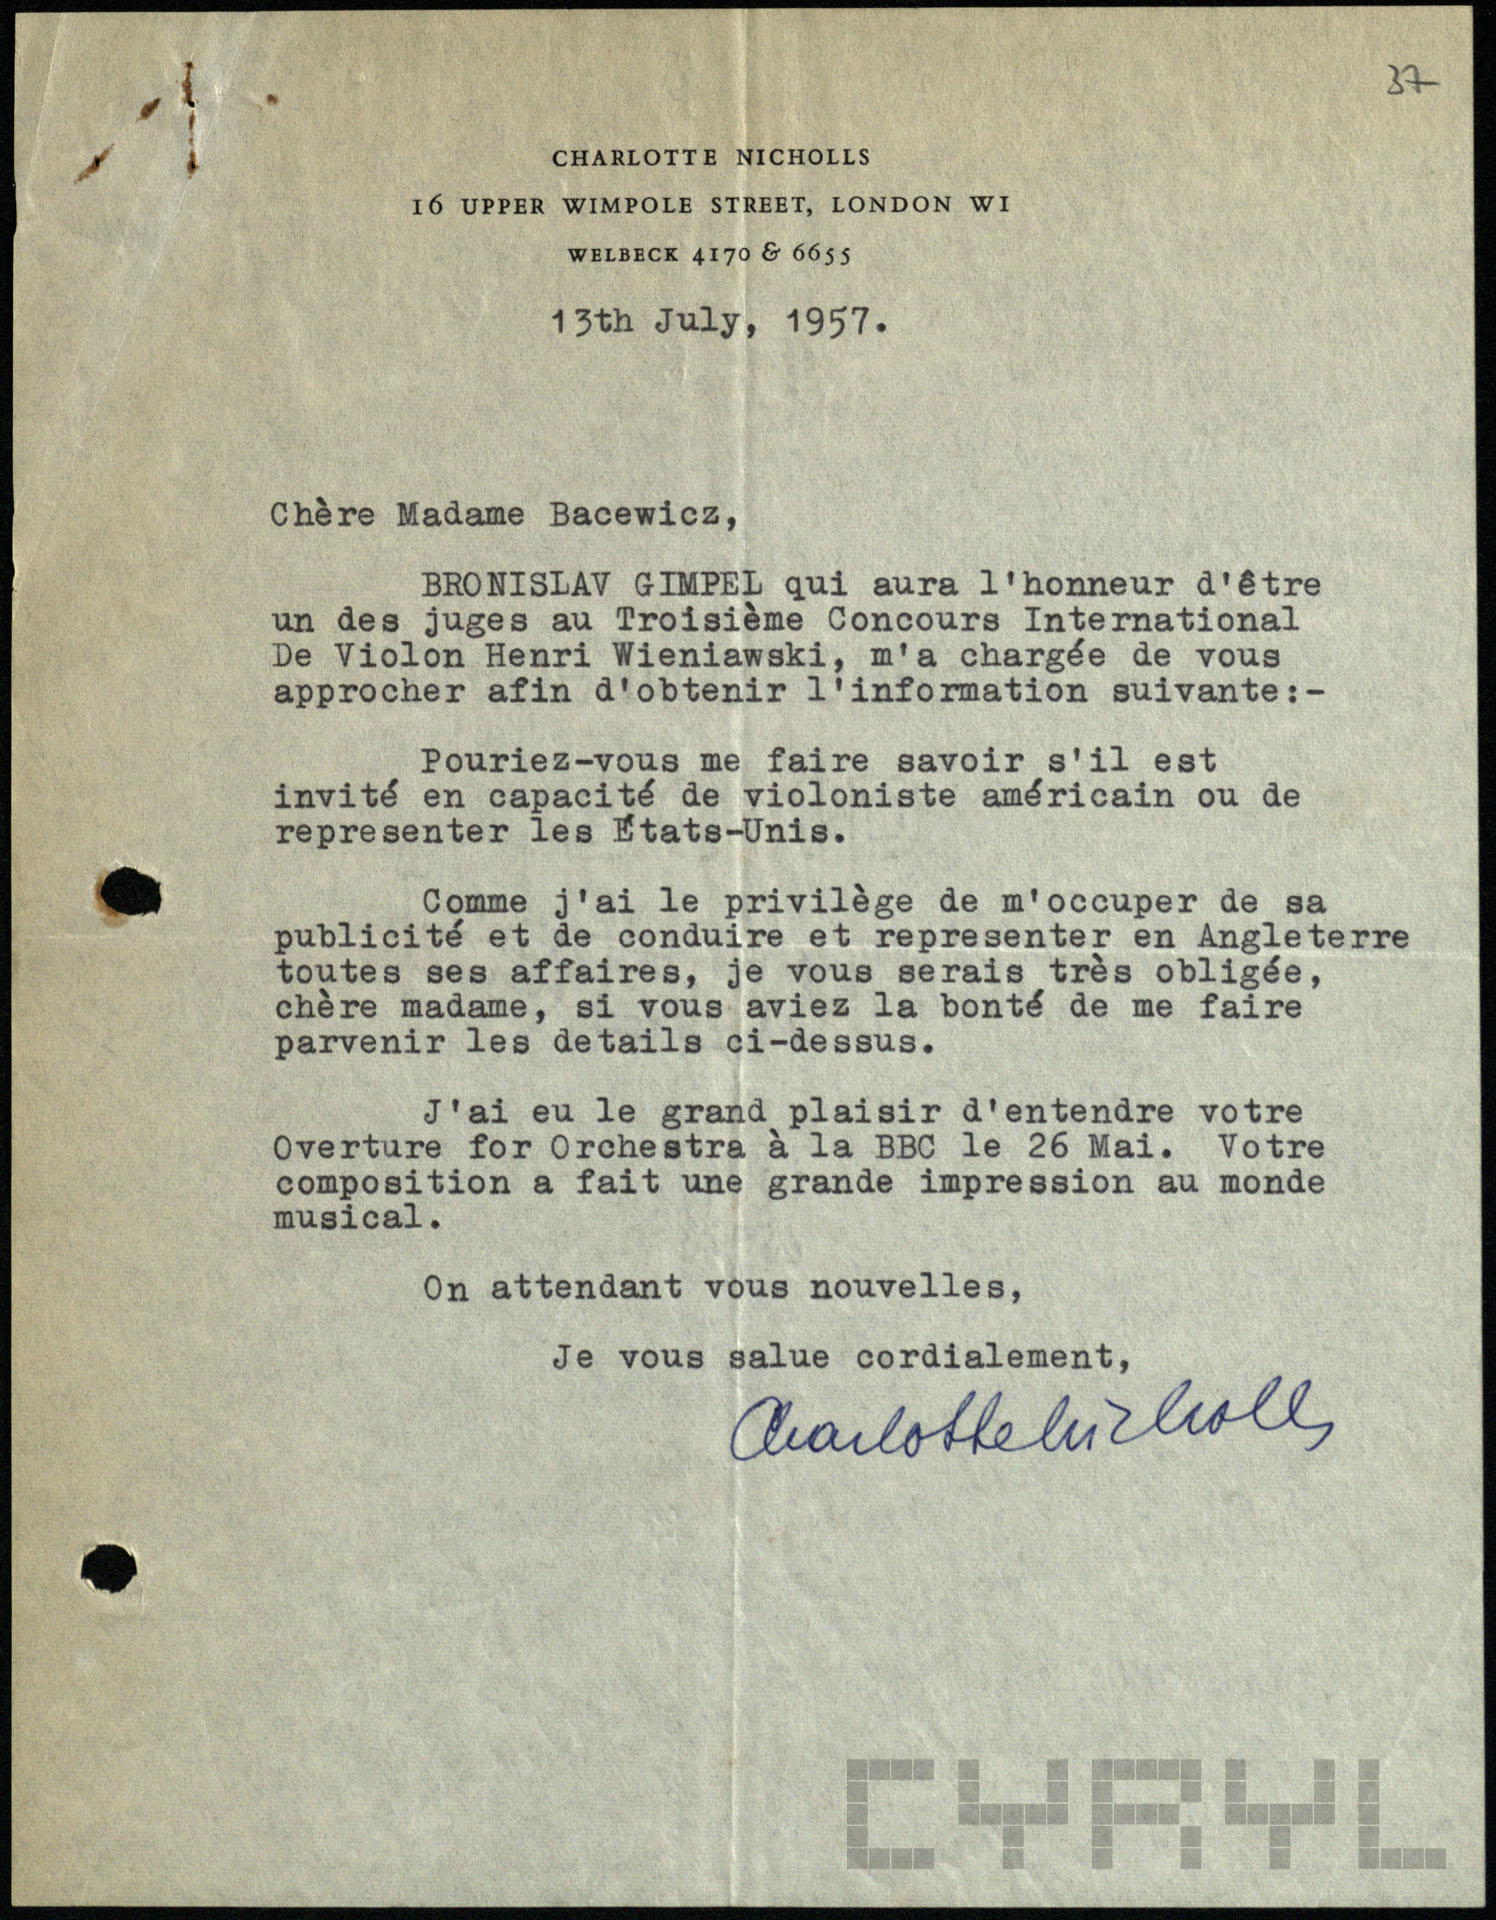 37
CHARLOTTE NICHOLLS
16 UPPER WIMPOLE STREET, LONDON W1
WELBECK 4170 & 6655
13th July, 1957.
Chère Madame Bacewicz,
BRONISLAV GIMPEL qui aura l'honneur d'être
un des juges au Troisième Concours International
De Violon Henri Wieniawski, m'a chargée de vous
approcher afin d'obtenir l'information suivante:-
Pouriez-vous me faire savoir s'il est
invité en capacité de violoniste américain ou de
representer les États-Unis.
Comme j'ai le privilège de m'occuper de sa
publicité et de conduire et representer en Angleterre
toutes ses affaires, je vous serais très obligée,
chère madame, si vous aviez la bonté de me faire
parvenir les details ci-dessus.
J'ai eu le grand plaisir d'entendre votre
Overture for Orchestra à la BBC le 26 Mai. Votre
composition a fait une grande impression au monde
musical.
On attendant vous nouvelles,
Je vous salue cordialement,
Charlotte Nicholls
CYRYL